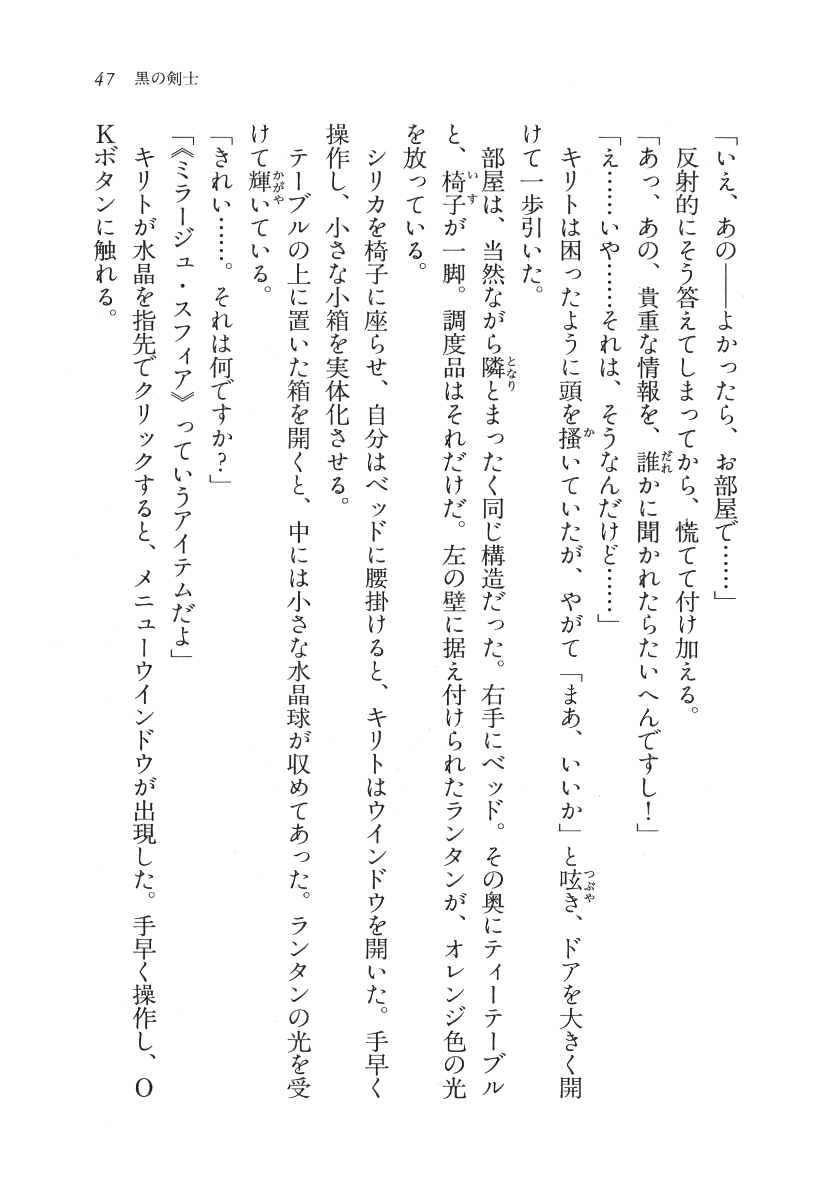 47 黒の剣士
「いえ、あの――よかったら、お部屋で……」
反射的にそう答えてしまってから、慌てて付け加える。
「あっ、あの、貴重な情報を、誰かに聞かれたらたいへんですし！」
「え……いや……それは、そうなんだけど……」
キリトは困ったように頭を掻いていたが、やがて「まあ、いいか」と呟き、ドアを大きく開
けて一歩引いた。
部屋は、当然ながら隣とまったく同じ構造だった。右手にベッド。その奥にティーテーブル
と、椅子が一脚。調度品はそれだけだ。左の壁に据え付けられたランタンが、オレンジ色の光
を放っている。
シリカを椅子に座らせ、自分はベッドに腰掛けると、キリトはウインドウを開いた。手早く
操作し、小さな小箱を実体化させる。
テーブルの上に置いた箱を開くと、中には小さな水晶球が収めてあった。ランタンの光を受
けて輝いている。
「きれい……。それは何ですか？」
「《ミラージュ・スフィア》っていうアイテムだよ」
キリトが水晶を指先でクリックすると、メニューウインドウが出現した。手早く操作し、O
Kボタンに触れる。